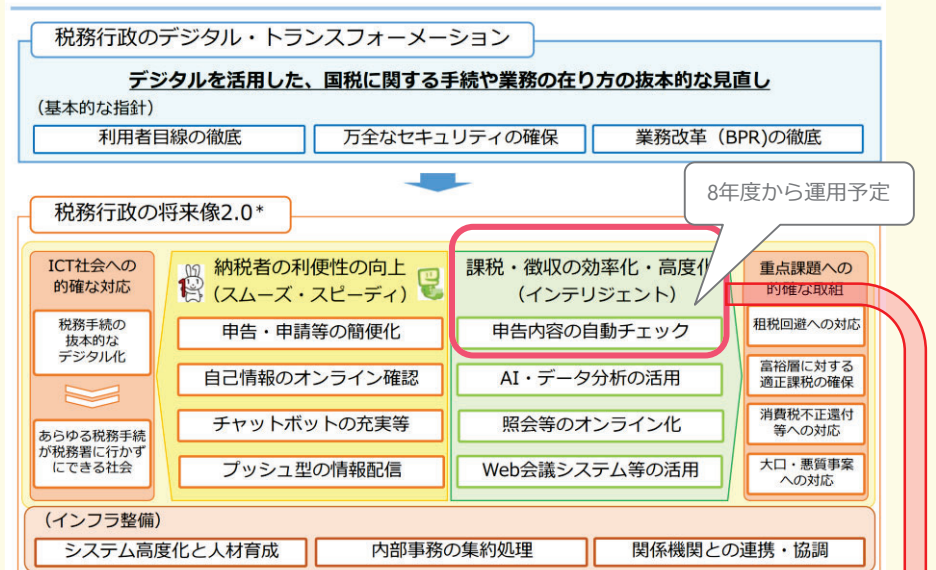 税務行政のデジタル・トランスフォーメーション
デジタルを活用した、国税に関する手続や業務の在り方の抜本的な見直し
（基本的な指針）
利用者目線の徹底
万全なセキュリティの確保
業務改革（BPR)の徹底
8年度から運用予定
税務行政の将来像2.0*
ICT社会への
的確な対応
税務手続の
抜本的な
デジタル化
あらゆる税務手続
が税務署に行かず
にできる社会
納税者の利便性の向上
（スムーズ・スピーディ）
申告・申請等の簡便化
自己情報のオンライン確認
チャットボットの充実等
プッシュ型の情報配信
課税・徴収の効率化・高度化
（インテリジェント）
申告内容の自動チェック
AI・データ分析の活用
照会等のオンライン化
Web会議システム等の活用
重点課題への
的確な取組
租税回避への対応
富裕層に対する
適正課税の確保
消費税不正還付
等への対応
大口・悪質事案
への対応
（インフラ整備）
システム高度化と人材育成
内部事務の集約処理
関係機関との連携・協調